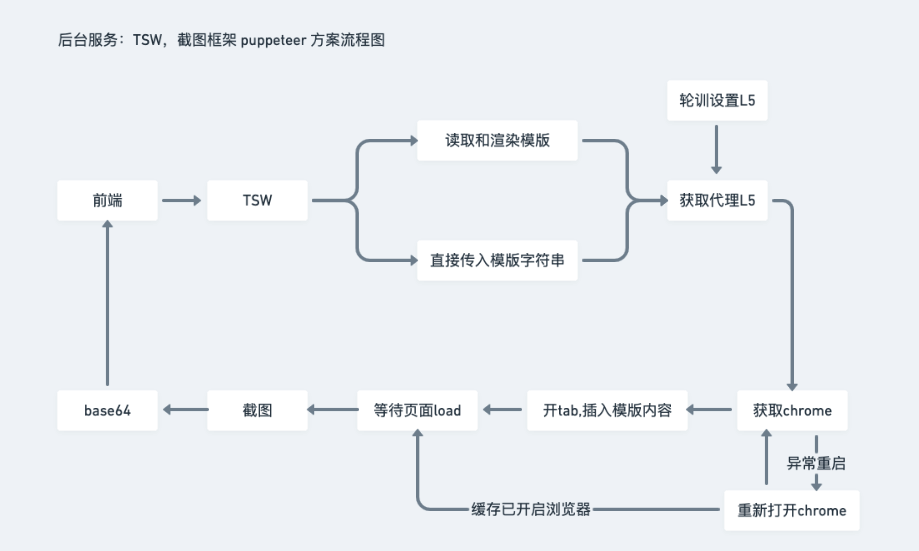 后台服务：TSW，截图框架 puppeteer 方案流程图
轮训设置L5
读取和渲染模版
前端
TSW
获取代理L5
直接传入模版字符串
base64
截图
等待页面load
开tab,插入模版内容
获取chrome
异常重启
缓存已开启浏览器
重新打开chrome